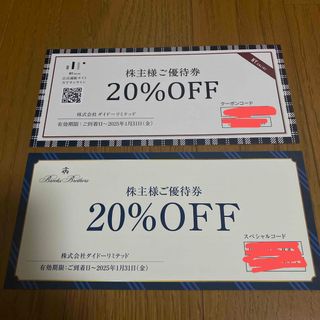 株主様ご優待券
20%OFF
クーポンコード
株式会社ダイドーリミテッド
有効期限：ご到着日～2025年1月31日(金)
Brooks Brothers
株主様ご優待券
20%OFF
スペシャルコード
株式会社ダイドーリミテッド
有効期限：ご到着日～2025年1月31日(金)